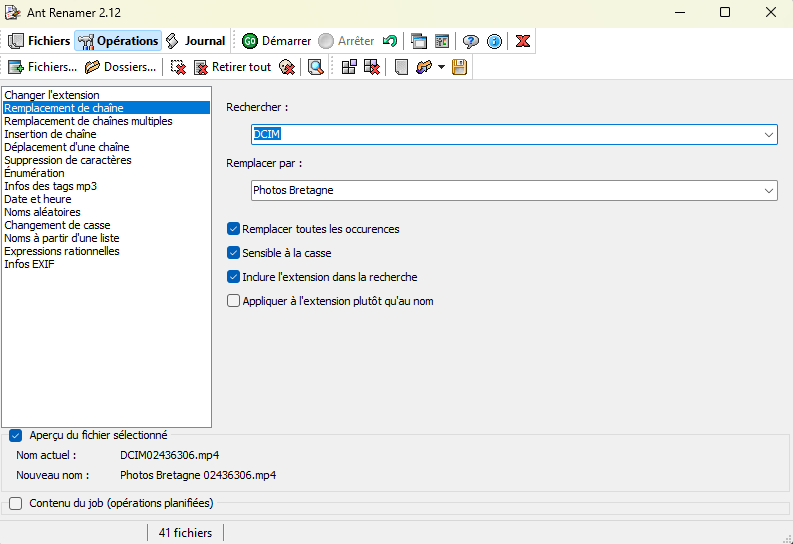 Ant Renamer 2.12
Fichiers Opérations Journal Démarrer Arrêter
Fichiers... Dossiers... Retirer tout
Changer l'extension
Remplacement de chaîne
Remplacement de chaînes multiples
Insertion de chaîne
Déplacement d'une chaîne
Suppression de caractères
Énumération
Infos des tags mp3
Date et heure
Noms aléatoires
Changement de casse
Noms à partir d'une liste
Expressions rationnelles
Infos EXIF
Rechercher :
DCIM
Remplacer par :
Photos Bretagne
Remplacer toutes les occurences
Sensible à la casse
Inclure l'extension dans la recherche
Appliquer à l'extension plutôt qu'au nom
Aperçu du fichier sélectionné
Nom actuel : DCIM02436306.mp4
Nouveau nom : Photos Bretagne 02436306.mp4
Contenu du job (opérations planifiées)
41 fichiers